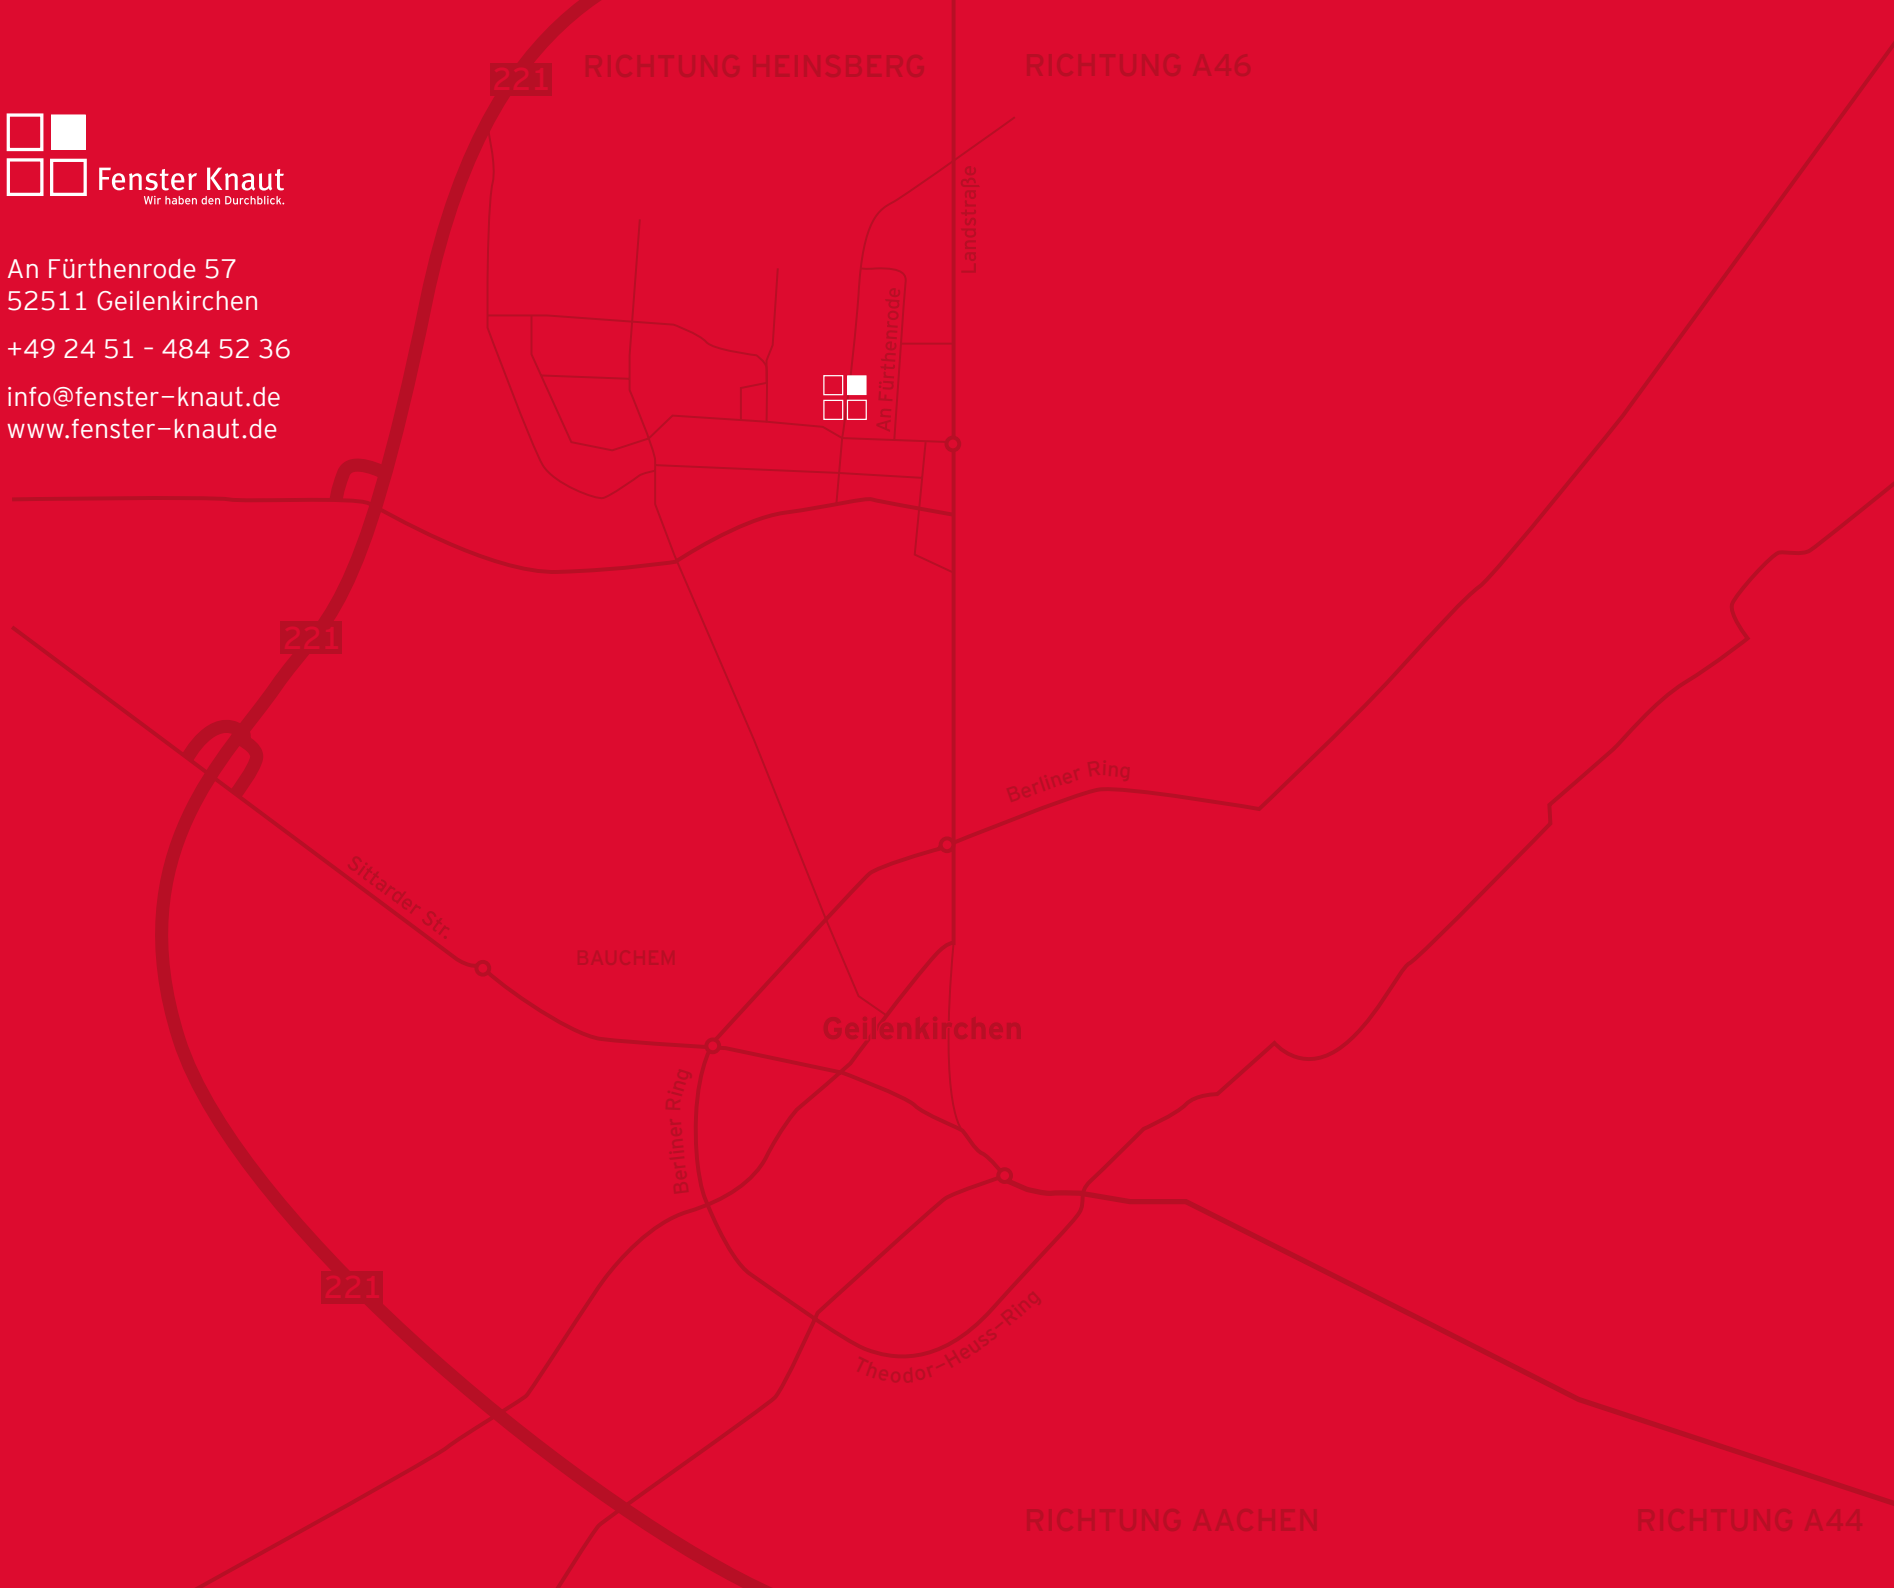 221
RICHTUNG HEINSBERG
RICHTUNG A46
Fenster Knaut
Wir haben den Durchblick.
An Fürthenrode 57
52511 Geilenkirchen
+49 24 51 - 484 52 36
info@fenster-knaut.de
www.fenster-knaut.de
Landstraße
An Fürthenrode
221
Berliner Ring
Sittarder Str.
BAUCHEM
Geilenkirchen
Berliner Ring
221
Theodor-Heuss-Ring
RICHTUNG AACHEN
RICHTUNG A44